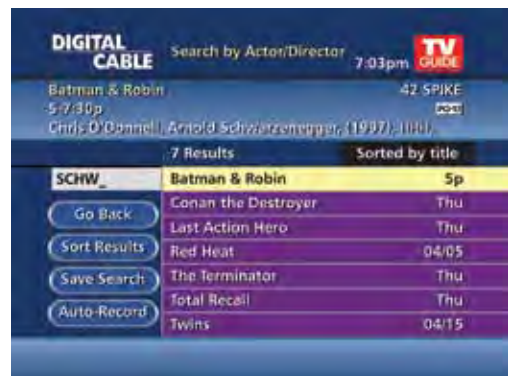 DIGITAL CABLE
Search by Actor/Director
7:03pm
TV GUIDE
Batman & Robin
42 SPIKE
5-7:30p
PG-13
Chris O'Donnell, Arnold Schwarzenegger, (1997),
7 Results
Sorted by title
SCHW_
Batman & Robin 5p
Conan the Destroyer Thu
Last Action Hero Thu
Red Heat 04/05
The Terminator Thu
Total Recall Thu
Twins 04/15
Go Back
Sort Results
Save Search
Auto-Record